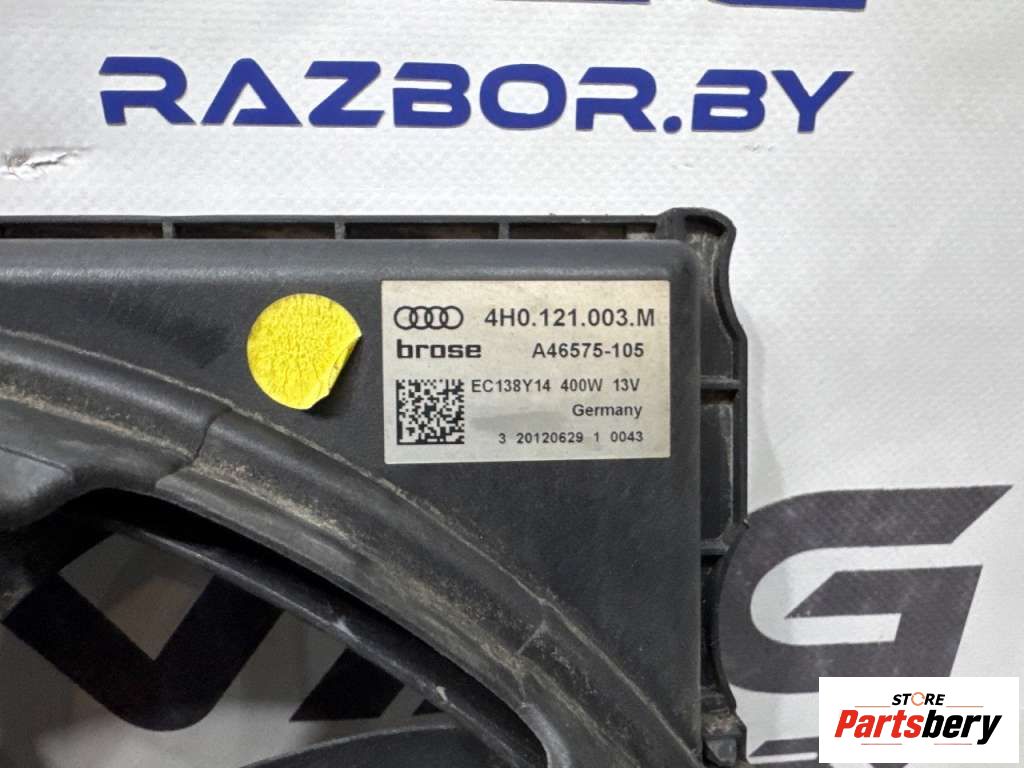 RAZBOR.BY
4H0.121.003.M
brose A46575-105
EC138Y14 400W 13V
Germany
3 20120629 1 0043
STORE
Partsbery